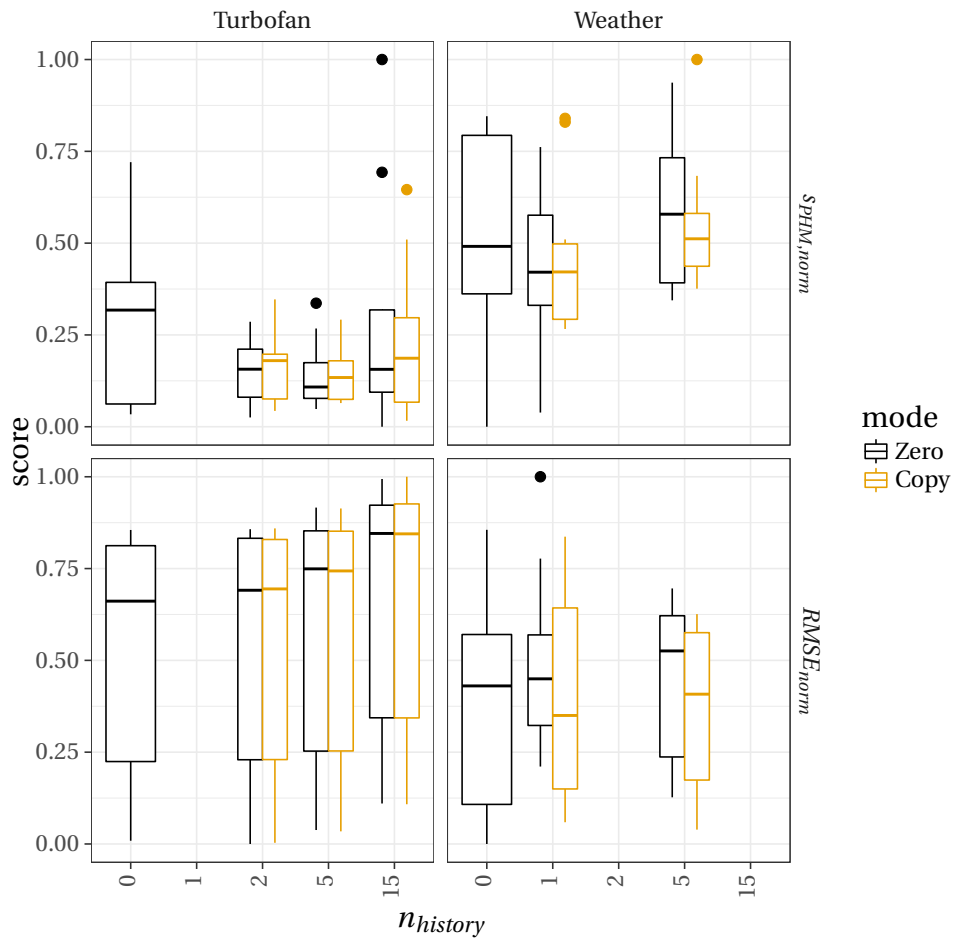 Turbofan Weather
1.00
0.75
0.50
0.25
0.00
s_PHM,norm
score
1.00
0.75
0.50
0.25
0.00
RMSE_norm
mode
Zero
Copy
0 1 2 5 15 0 1 2 5 15
n_history